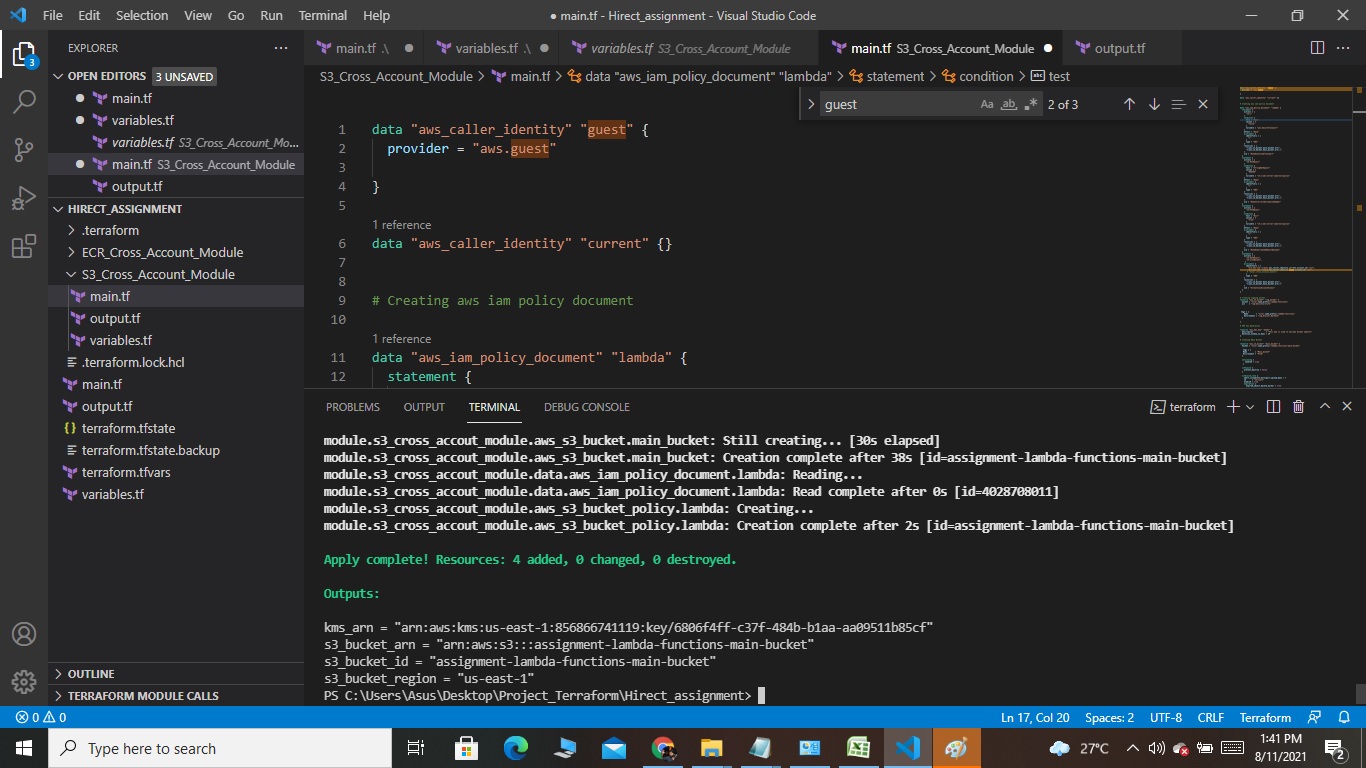 File Edit Selection View Go Run Terminal Help
● main.tf - Hirect_assignment - Visual Studio Code
EXPLORER
OPEN EDITORS 3 UNSAVED
main.tf
variables.tf
variables.tf S3_Cross_Account_Mo...
main.tf S3_Cross_Account_Module
output.tf
HIRECT_ASSIGNMENT
.terraform
ECR_Cross_Account_Module
S3_Cross_Account_Module
main.tf
output.tf
variables.tf
.terraform.lock.hcl
main.tf
output.tf
terraform.tfstate
terraform.tfstate.backup
terraform.tfvars
variables.tf
OUTLINE
TERRAFORM MODULE CALLS
3
main.tf .\ variables.tf .\ variables.tf S3_Cross_Account_Module main.tf S3_Cross_Account_Module output.tf
S3_Cross_Account_Module > main.tf > data "aws_iam_policy_document" "lambda" > statement > condition > test
guest Aa ab .* 2 of 3
1 data "aws_caller_identity" "guest" {
2 provider = "aws.guest"
3
4 }
5
1 reference
6 data "aws_caller_identity" "current" {}
7
8
9 # Creating aws iam policy document
10
1 reference
11 data "aws_iam_policy_document" "lambda" {
12 statement {
PROBLEMS OUTPUT TERMINAL DEBUG CONSOLE terraform
module.s3_cross_accout_module.aws_s3_bucket.main_bucket: Still creating... [30s elapsed]
module.s3_cross_accout_module.aws_s3_bucket.main_bucket: Creation complete after 38s [id=assignment-lambda-functions-main-bucket]
module.s3_cross_accout_module.data.aws_iam_policy_document.lambda: Reading...
module.s3_cross_accout_module.data.aws_iam_policy_document.lambda: Read complete after 0s [id=4028708011]
module.s3_cross_accout_module.aws_s3_bucket_policy.lambda: Creating...
module.s3_cross_accout_module.aws_s3_bucket_policy.lambda: Creation complete after 2s [id=assignment-lambda-functions-main-bucket]
Apply complete! Resources: 4 added, 0 changed, 0 destroyed.
Outputs:
kms_arn = "arn:aws:kms:us-east-1:856866741119:key/6806f4ff-c37f-484b-b1aa-aa09511b85cf"
s3_bucket_arn = "arn:aws:s3:::assignment-lambda-functions-main-bucket"
s3_bucket_id = "assignment-lambda-functions-main-bucket"
s3_bucket_region = "us-east-1"
PS C:\Users\Asus\Desktop\Project_Terraform\Hirect_assignment>
0 0 Ln 17, Col 20 Spaces: 2 UTF-8 CRLF Terraform
Type here to search
27°C
1:41 PM
8/11/2021
2